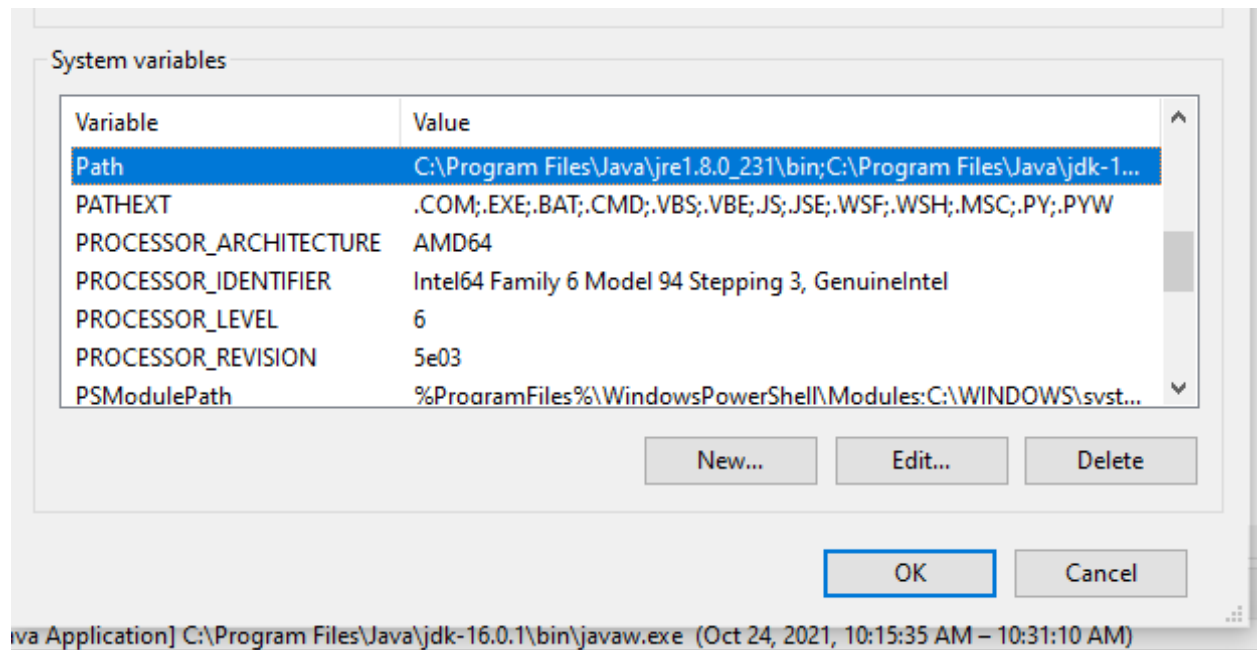 System variables
Variable Value
Path C:\Program Files\Java\jre1.8.0_231\bin;C:\Program Files\Java\jdk-1...
PATHEXT .COM;.EXE;.BAT;.CMD;.VBS;.VBE;.JS;.JSE;.WSF;.WSH;.MSC;.PY;.PYW
PROCESSOR_ARCHITECTURE AMD64
PROCESSOR_IDENTIFIER Intel64 Family 6 Model 94 Stepping 3, GenuineIntel
PROCESSOR_LEVEL 6
PROCESSOR_REVISION 5e03
PSModulePath %ProgramFiles%\WindowsPowerShell\Modules;C:\WINDOWS\syst...
New... Edit... Delete
OK Cancel
va Application] C:\Program Files\Java\jdk-16.0.1\bin\javaw.exe (Oct 24, 2021, 10:15:35 AM – 10:31:10 AM)